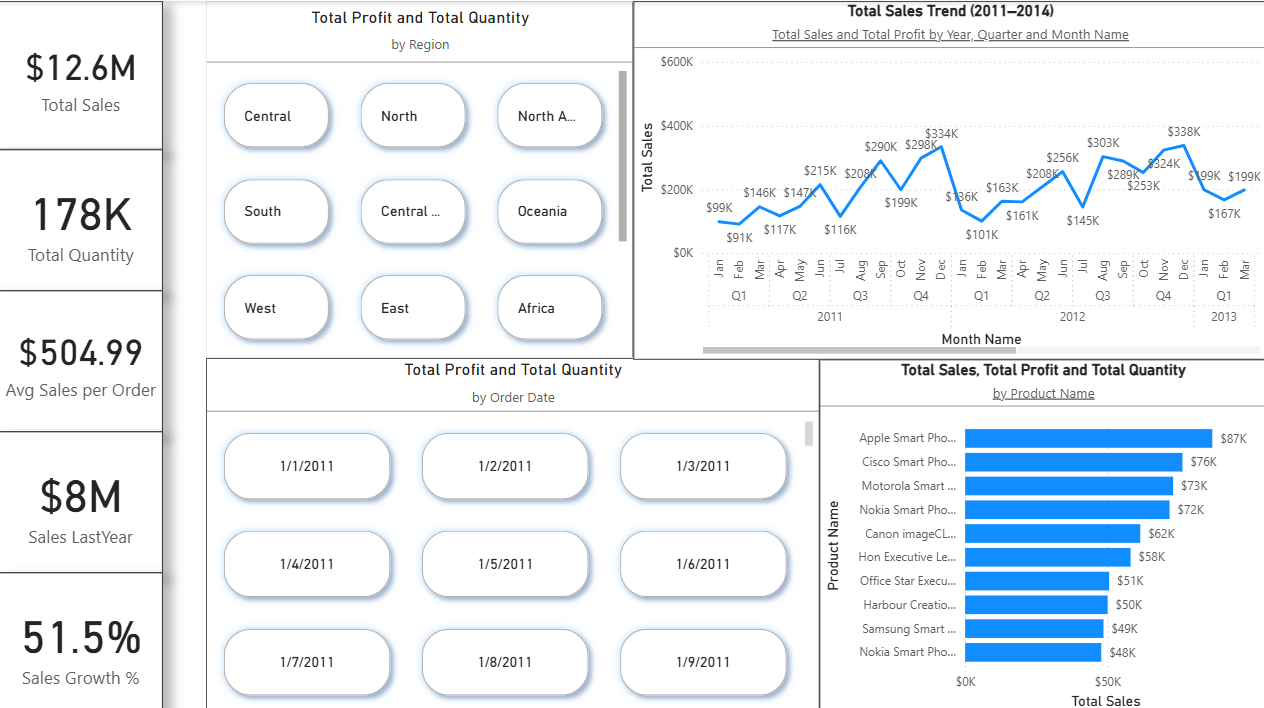 $12.6M
Total Sales
178K
Total Quantity
$504.99
Avg Sales per Order
$8M
Sales LastYear
51.5%
Sales Growth %
Total Profit and Total Quantity
by Region
Central
North
North A...
South
Central ...
Oceania
West
East
Africa
Total Sales Trend (2011–2014)
Total Sales and Total Profit by Year, Quarter and Month Name
Total Sales
$600K
$400K
$200K
$0K
$99K
$91K
$146K
$117K
$147K
$215K
$116K
$208K
$290K
$199K
$298K
$334K
$136K
$101K
$163K
$161K
$208K
$256K
$145K
$303K
$289K
$253K
$324K
$338K
$199K
$167K
$199K
Jan Feb Mar Apr May Jun Jul Aug Sep Oct Nov Dec Jan Feb Mar Apr May Jun Jul Aug Sep Oct Nov Dec Jan Feb Mar
Q1 Q2 Q3 Q4 Q1 Q2 Q3 Q4 Q1
2011 2012 2013
Month Name
Total Profit and Total Quantity
by Order Date
1/1/2011
1/2/2011
1/3/2011
1/4/2011
1/5/2011
1/6/2011
1/7/2011
1/8/2011
1/9/2011
Total Sales, Total Profit and Total Quantity
by Product Name
Product Name
Apple Smart Pho... $87K
Cisco Smart Pho... $76K
Motorola Smart ... $73K
Nokia Smart Pho... $72K
Canon imageCL... $62K
Hon Executive Le... $58K
Office Star Execu... $51K
Harbour Creatio... $50K
Samsung Smart ... $49K
Nokia Smart Pho... $48K
$0K $50K
Total Sales